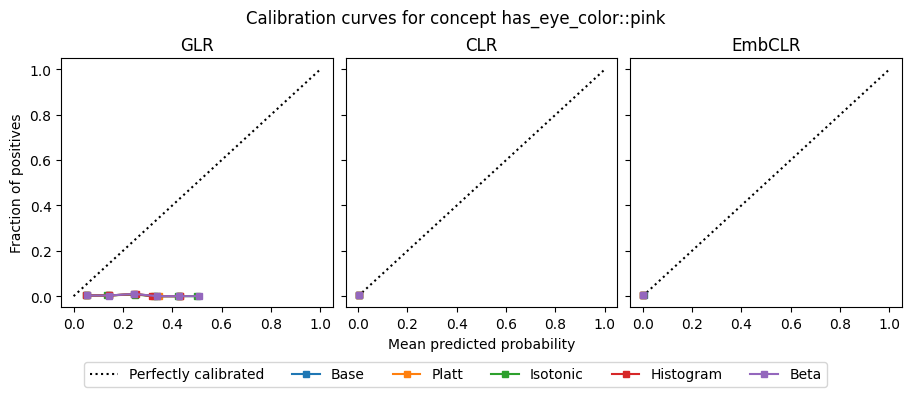 Calibration curves for concept has_eye_color::pink
GLR
CLR
EmbCLR
Fraction of positives
1.0
0.8
0.6
0.4
0.2
0.0
0.0 0.2 0.4 0.6 0.8 1.0
0.0 0.2 0.4 0.6 0.8 1.0
0.0 0.2 0.4 0.6 0.8 1.0
Mean predicted probability
Perfectly calibrated Base Platt Isotonic Histogram Beta